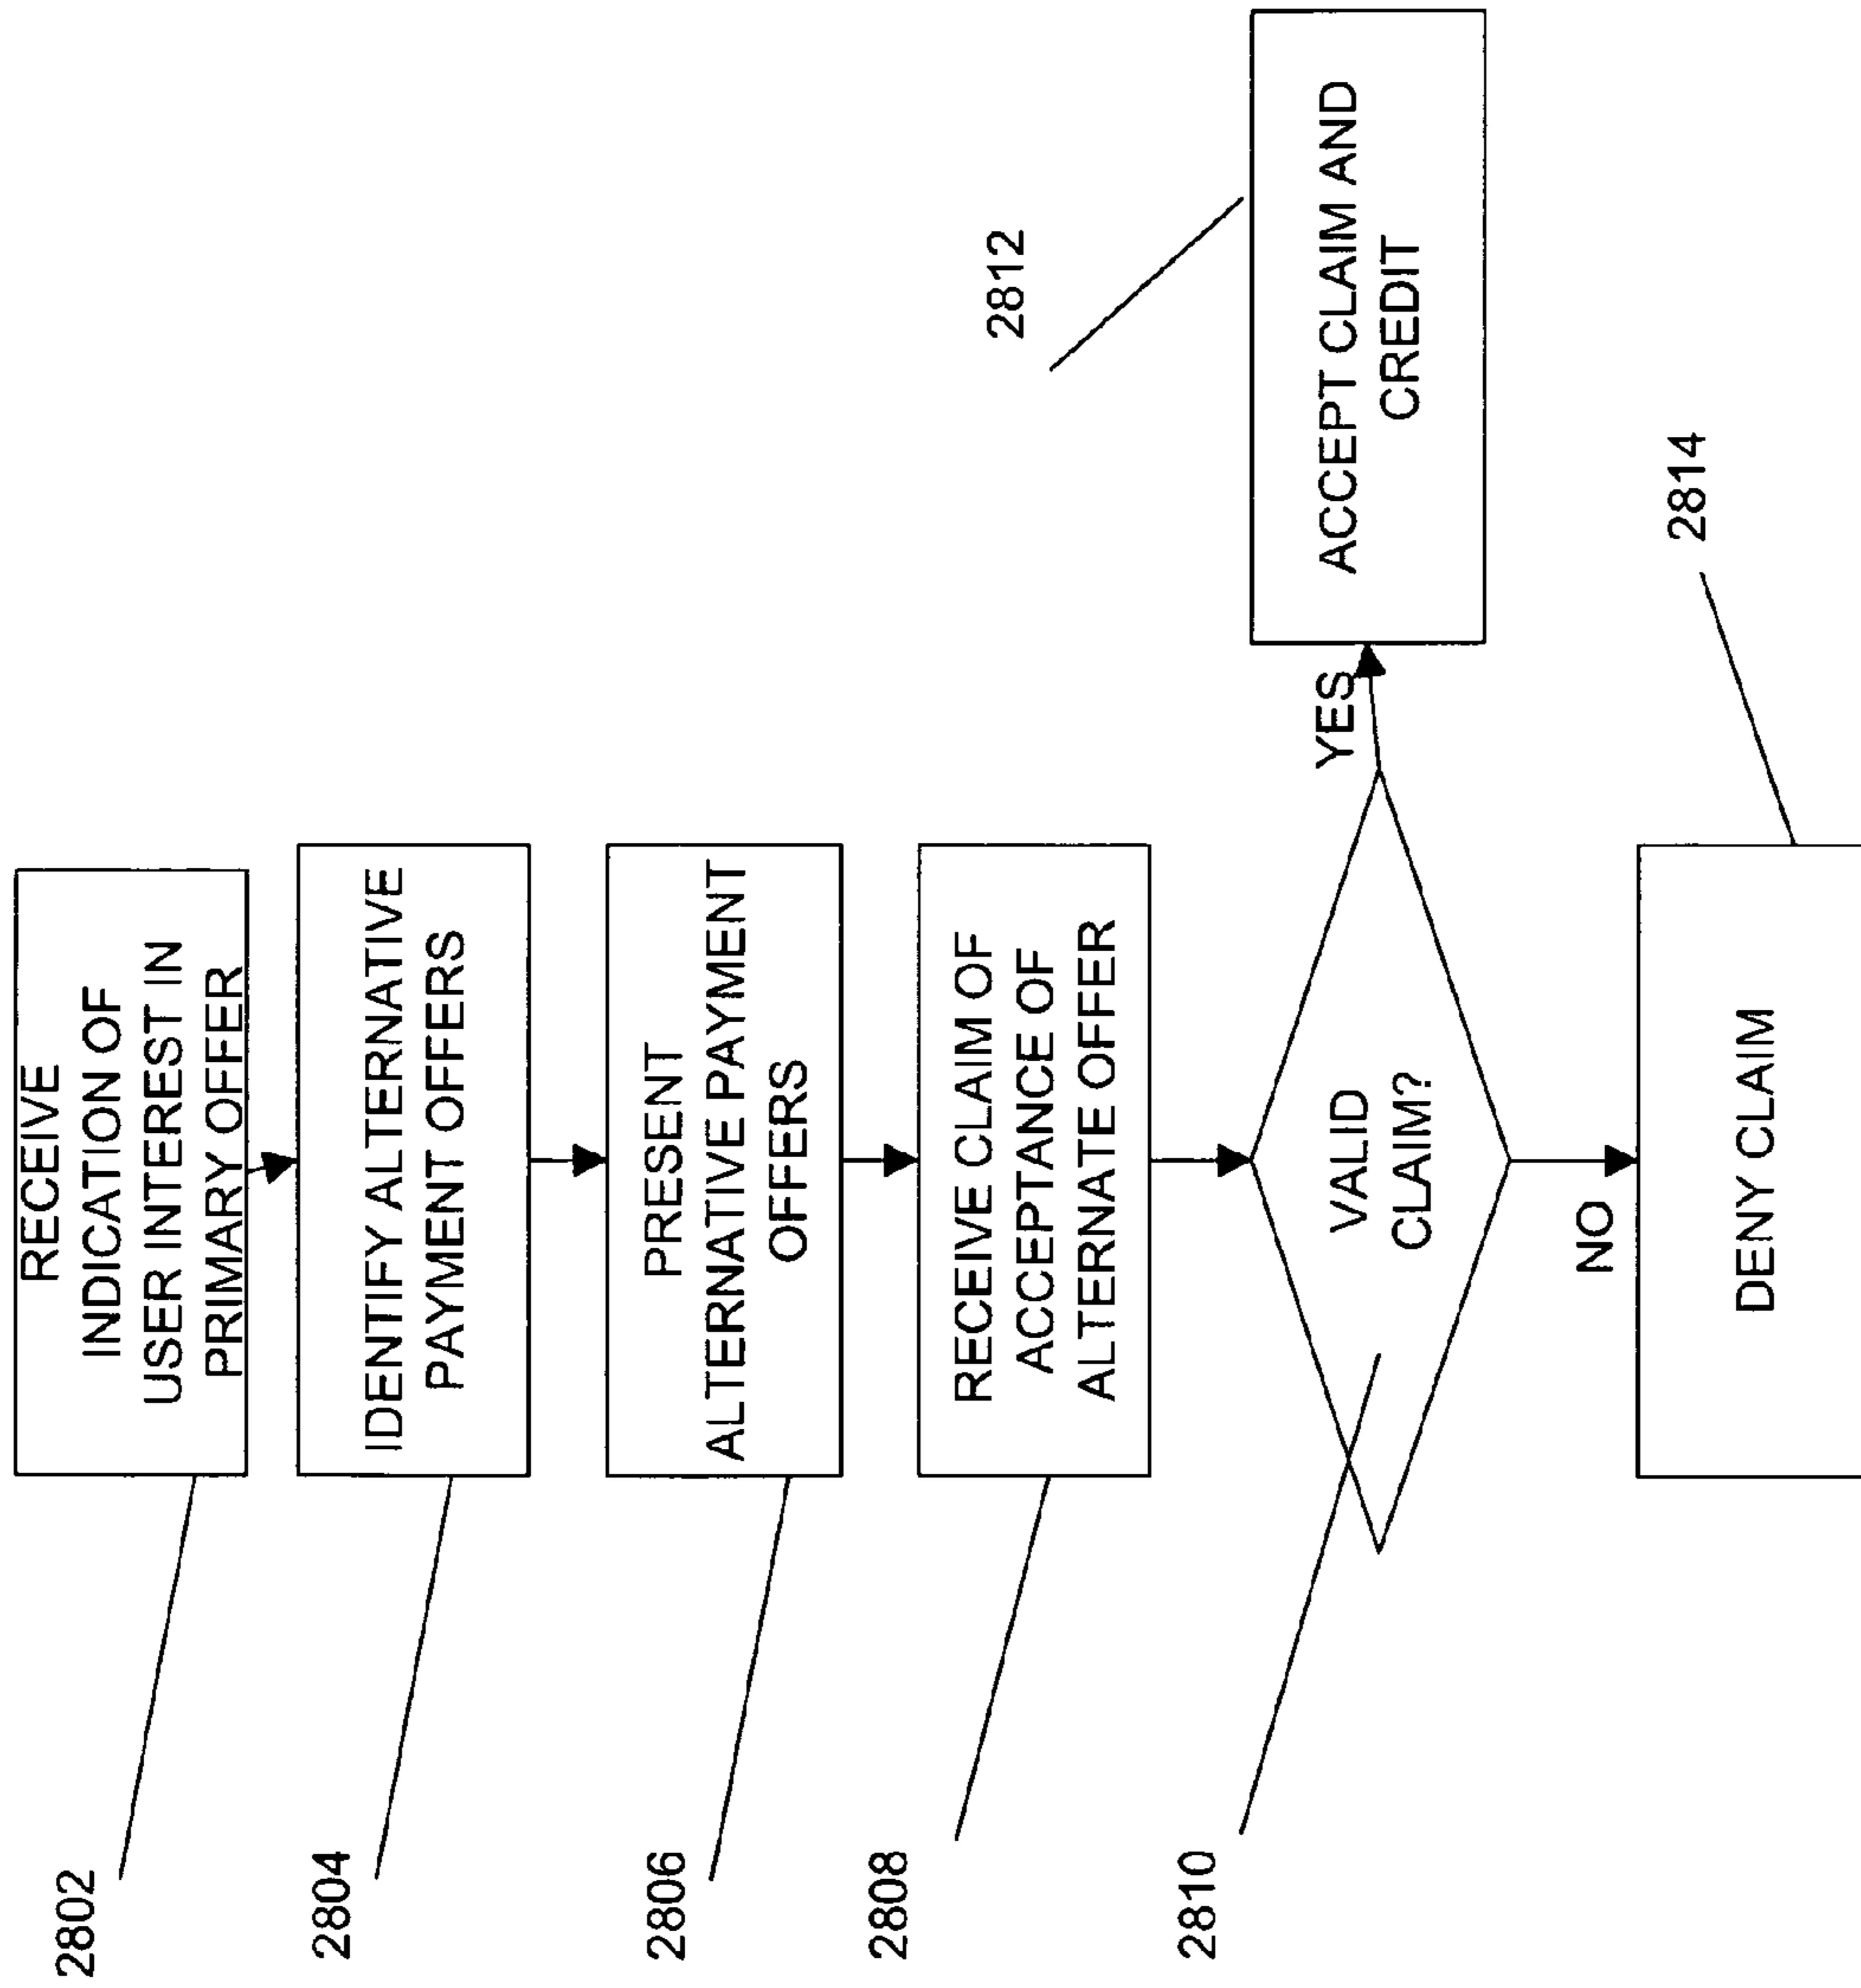 2802
RECEIVE
INDICATION OF
USER INTEREST IN
PRIMARY OFFER
2804
IDENTIFY ALTERNATIVE
PAYMENT OFFERS
2806
PRESENT
ALTERNATIVE PAYMENT
OFFERS
2808
RECEIVE CLAIM OF
ACCEPTANCE OF
ALTERNATE OFFER
2810
VALID
CLAIM?
YES
2812
ACCEPT CLAIM AND
CREDIT
NO
2814
DENY CLAIM